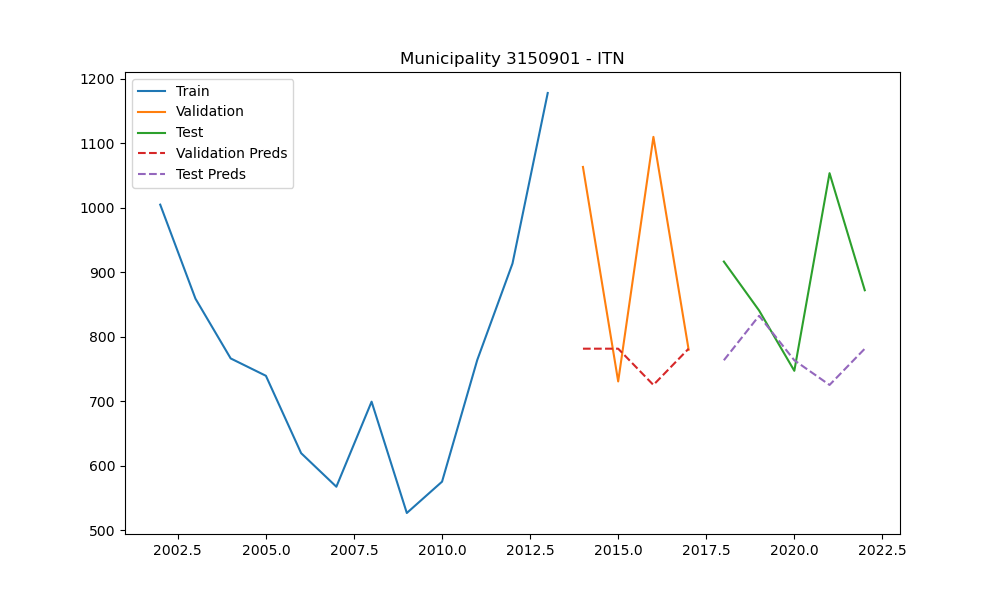 Municipality 3150901 - ITN
Train
Validation
Test
Validation Preds
Test Preds
1200
1100
1000
900
800
700
600
500
2002.5 2005.0 2007.5 2010.0 2012.5 2015.0 2017.5 2020.0 2022.5